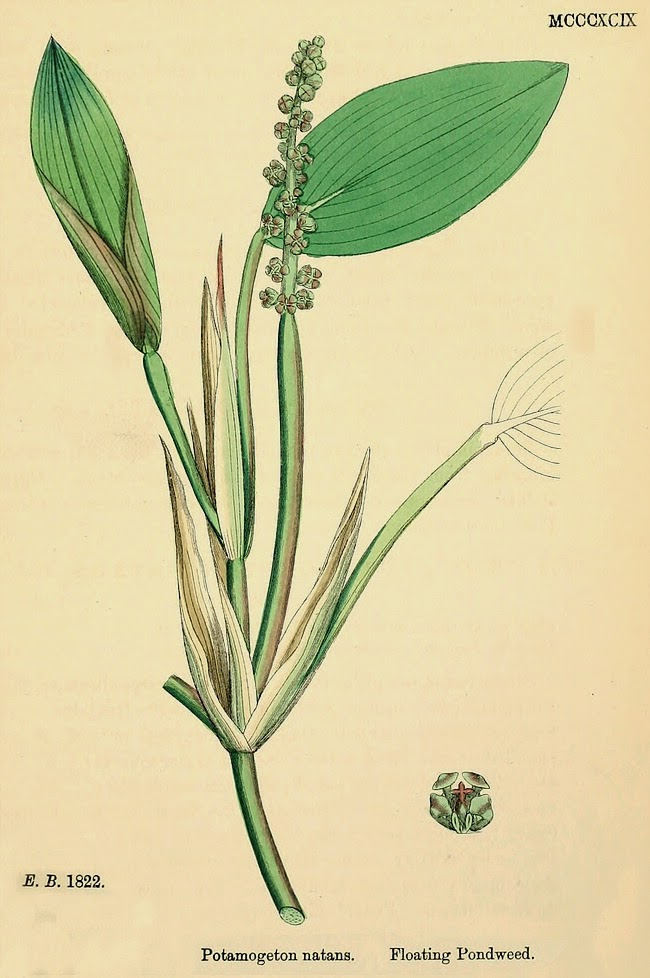 MCCCXCIX
E. B. 1822.
Potamogeton natans. Floating Pondweed.